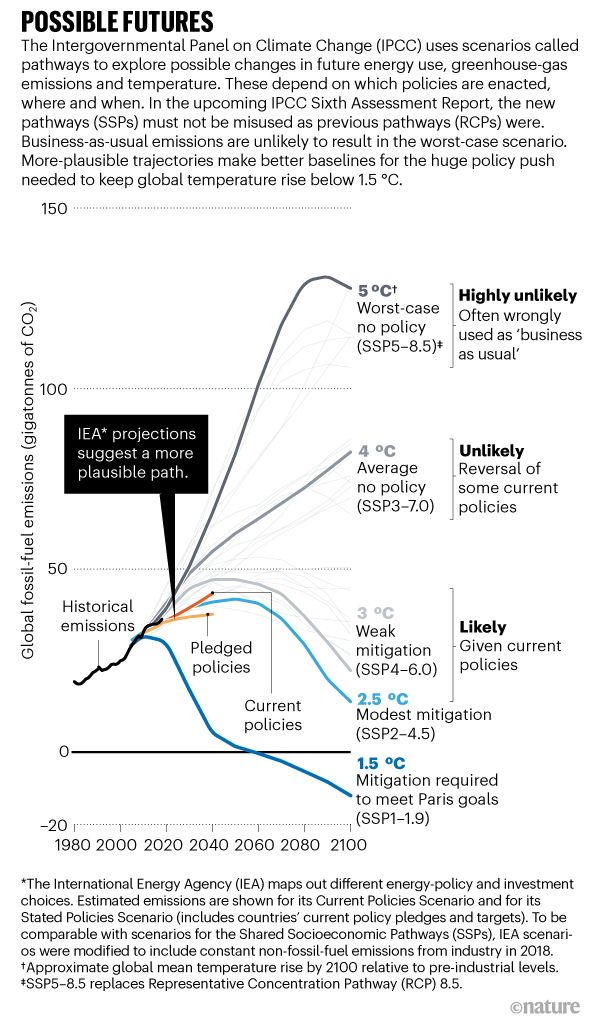 POSSIBLE FUTURES
The Intergovernmental Panel on Climate Change (IPCC) uses scenarios called
pathways to explore possible changes in future energy use, greenhouse-gas
emissions and temperature. These depend on which policies are enacted,
where and when. In the upcoming IPCC Sixth Assessment Report, the new
pathways (SSPs) must not be misused as previous pathways (RCPs) were.
Business-as-usual emissions are unlikely to result in the worst-case scenario.
More-plausible trajectories make better baselines for the huge policy push
needed to keep global temperature rise below 1.5 °C.
150
100
50
0
–20
Global fossil-fuel emissions (gigatonnes of CO₂)
5 °C†
Worst-case
no policy
(SSP5–8.5)‡
Highly unlikely
Often wrongly
used as ‘business
as usual’
IEA* projections
suggest a more
plausible path.
4 °C
Average
no policy
(SSP3–7.0)
Unlikely
Reversal of
some current
policies
Historical
emissions
Pledged
policies
Current
policies
3 °C
Weak
mitigation
(SSP4–6.0)
Likely
Given current
policies
2.5 °C
Modest mitigation
(SSP2–4.5)
1.5 °C
Mitigation required
to meet Paris goals
(SSP1–1.9)
1980 2000 2020 2040 2060 2080 2100
*The International Energy Agency (IEA) maps out different energy-policy and investment
choices. Estimated emissions are shown for its Current Policies Scenario and for its
Stated Policies Scenario (includes countries’ current policy pledges and targets). To be
comparable with scenarios for the Shared Socioeconomic Pathways (SSPs), IEA scenari-
os were modified to include constant non-fossil-fuel emissions from industry in 2018.
†Approximate global mean temperature rise by 2100 relative to pre-industrial levels.
‡SSP5–8.5 replaces Representative Concentration Pathway (RCP) 8.5.
©nature